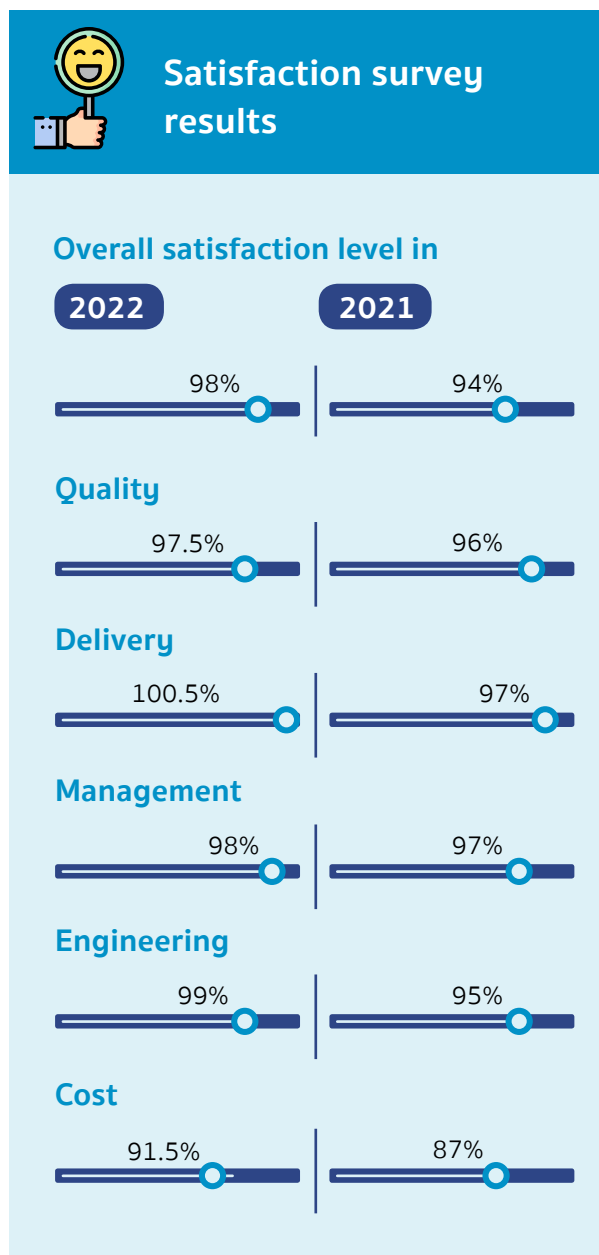 Satisfaction survey
results
Overall satisfaction level in
2022 2021
98% 94%
Quality
97.5% 96%
Delivery
100.5% 97%
Management
98% 97%
Engineering
99% 95%
Cost
91.5% 87%